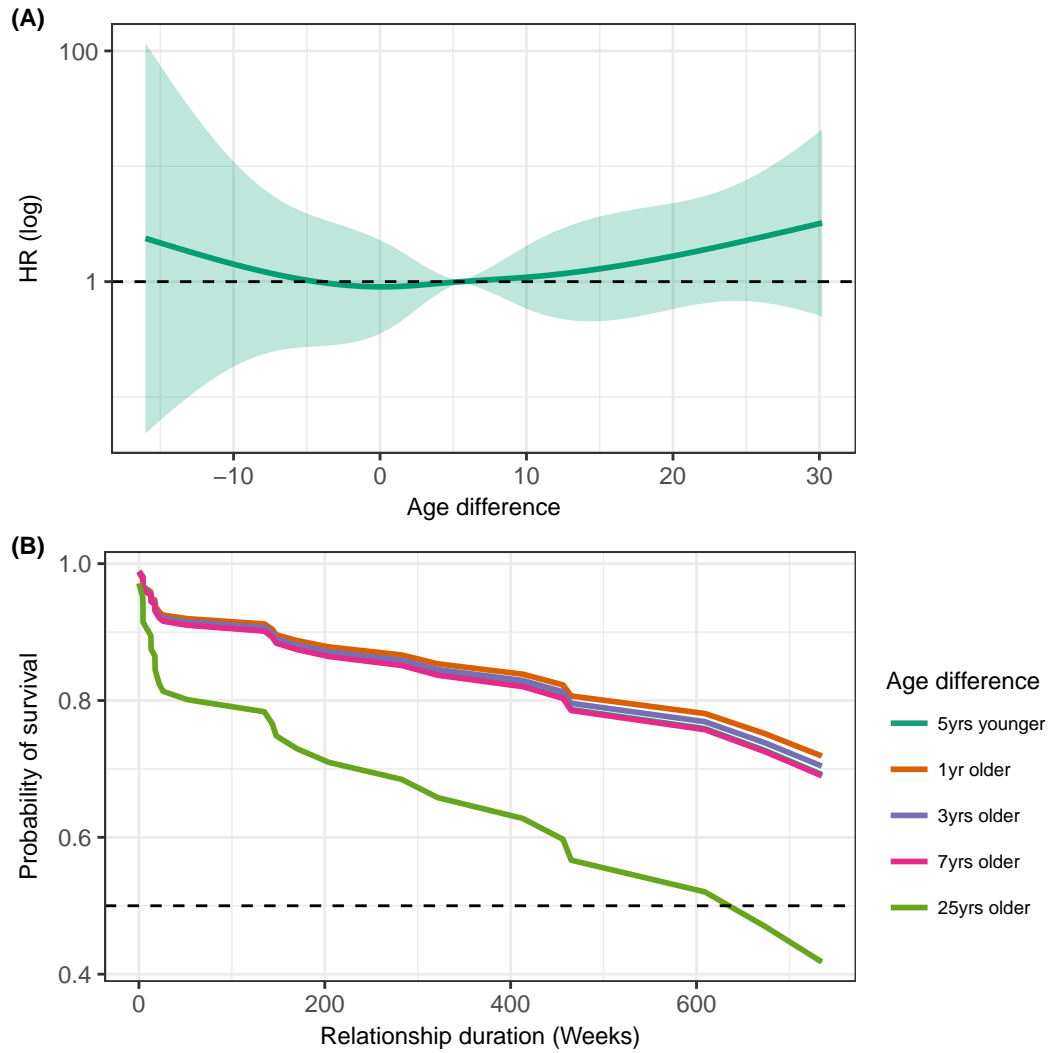 (A)
100
1
HR (log)
−10 0 10 20 30
Age difference
(B)
1.0
0.8
0.6
0.4
Probability of survival
0 200 400 600
Relationship duration (Weeks)
Age difference
5yrs younger
1yr older
3yrs older
7yrs older
25yrs older